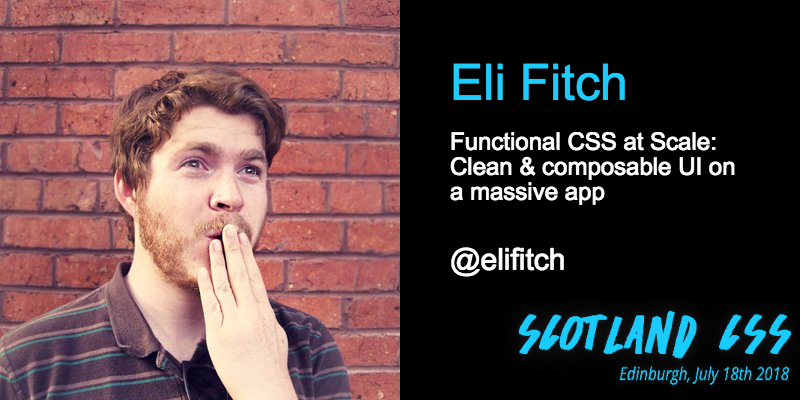 Eli Fitch
Functional CSS at Scale:
Clean & composable UI on
a massive app
@elifitch
SCOTLAND CSS
Edinburgh, July 18th 2018